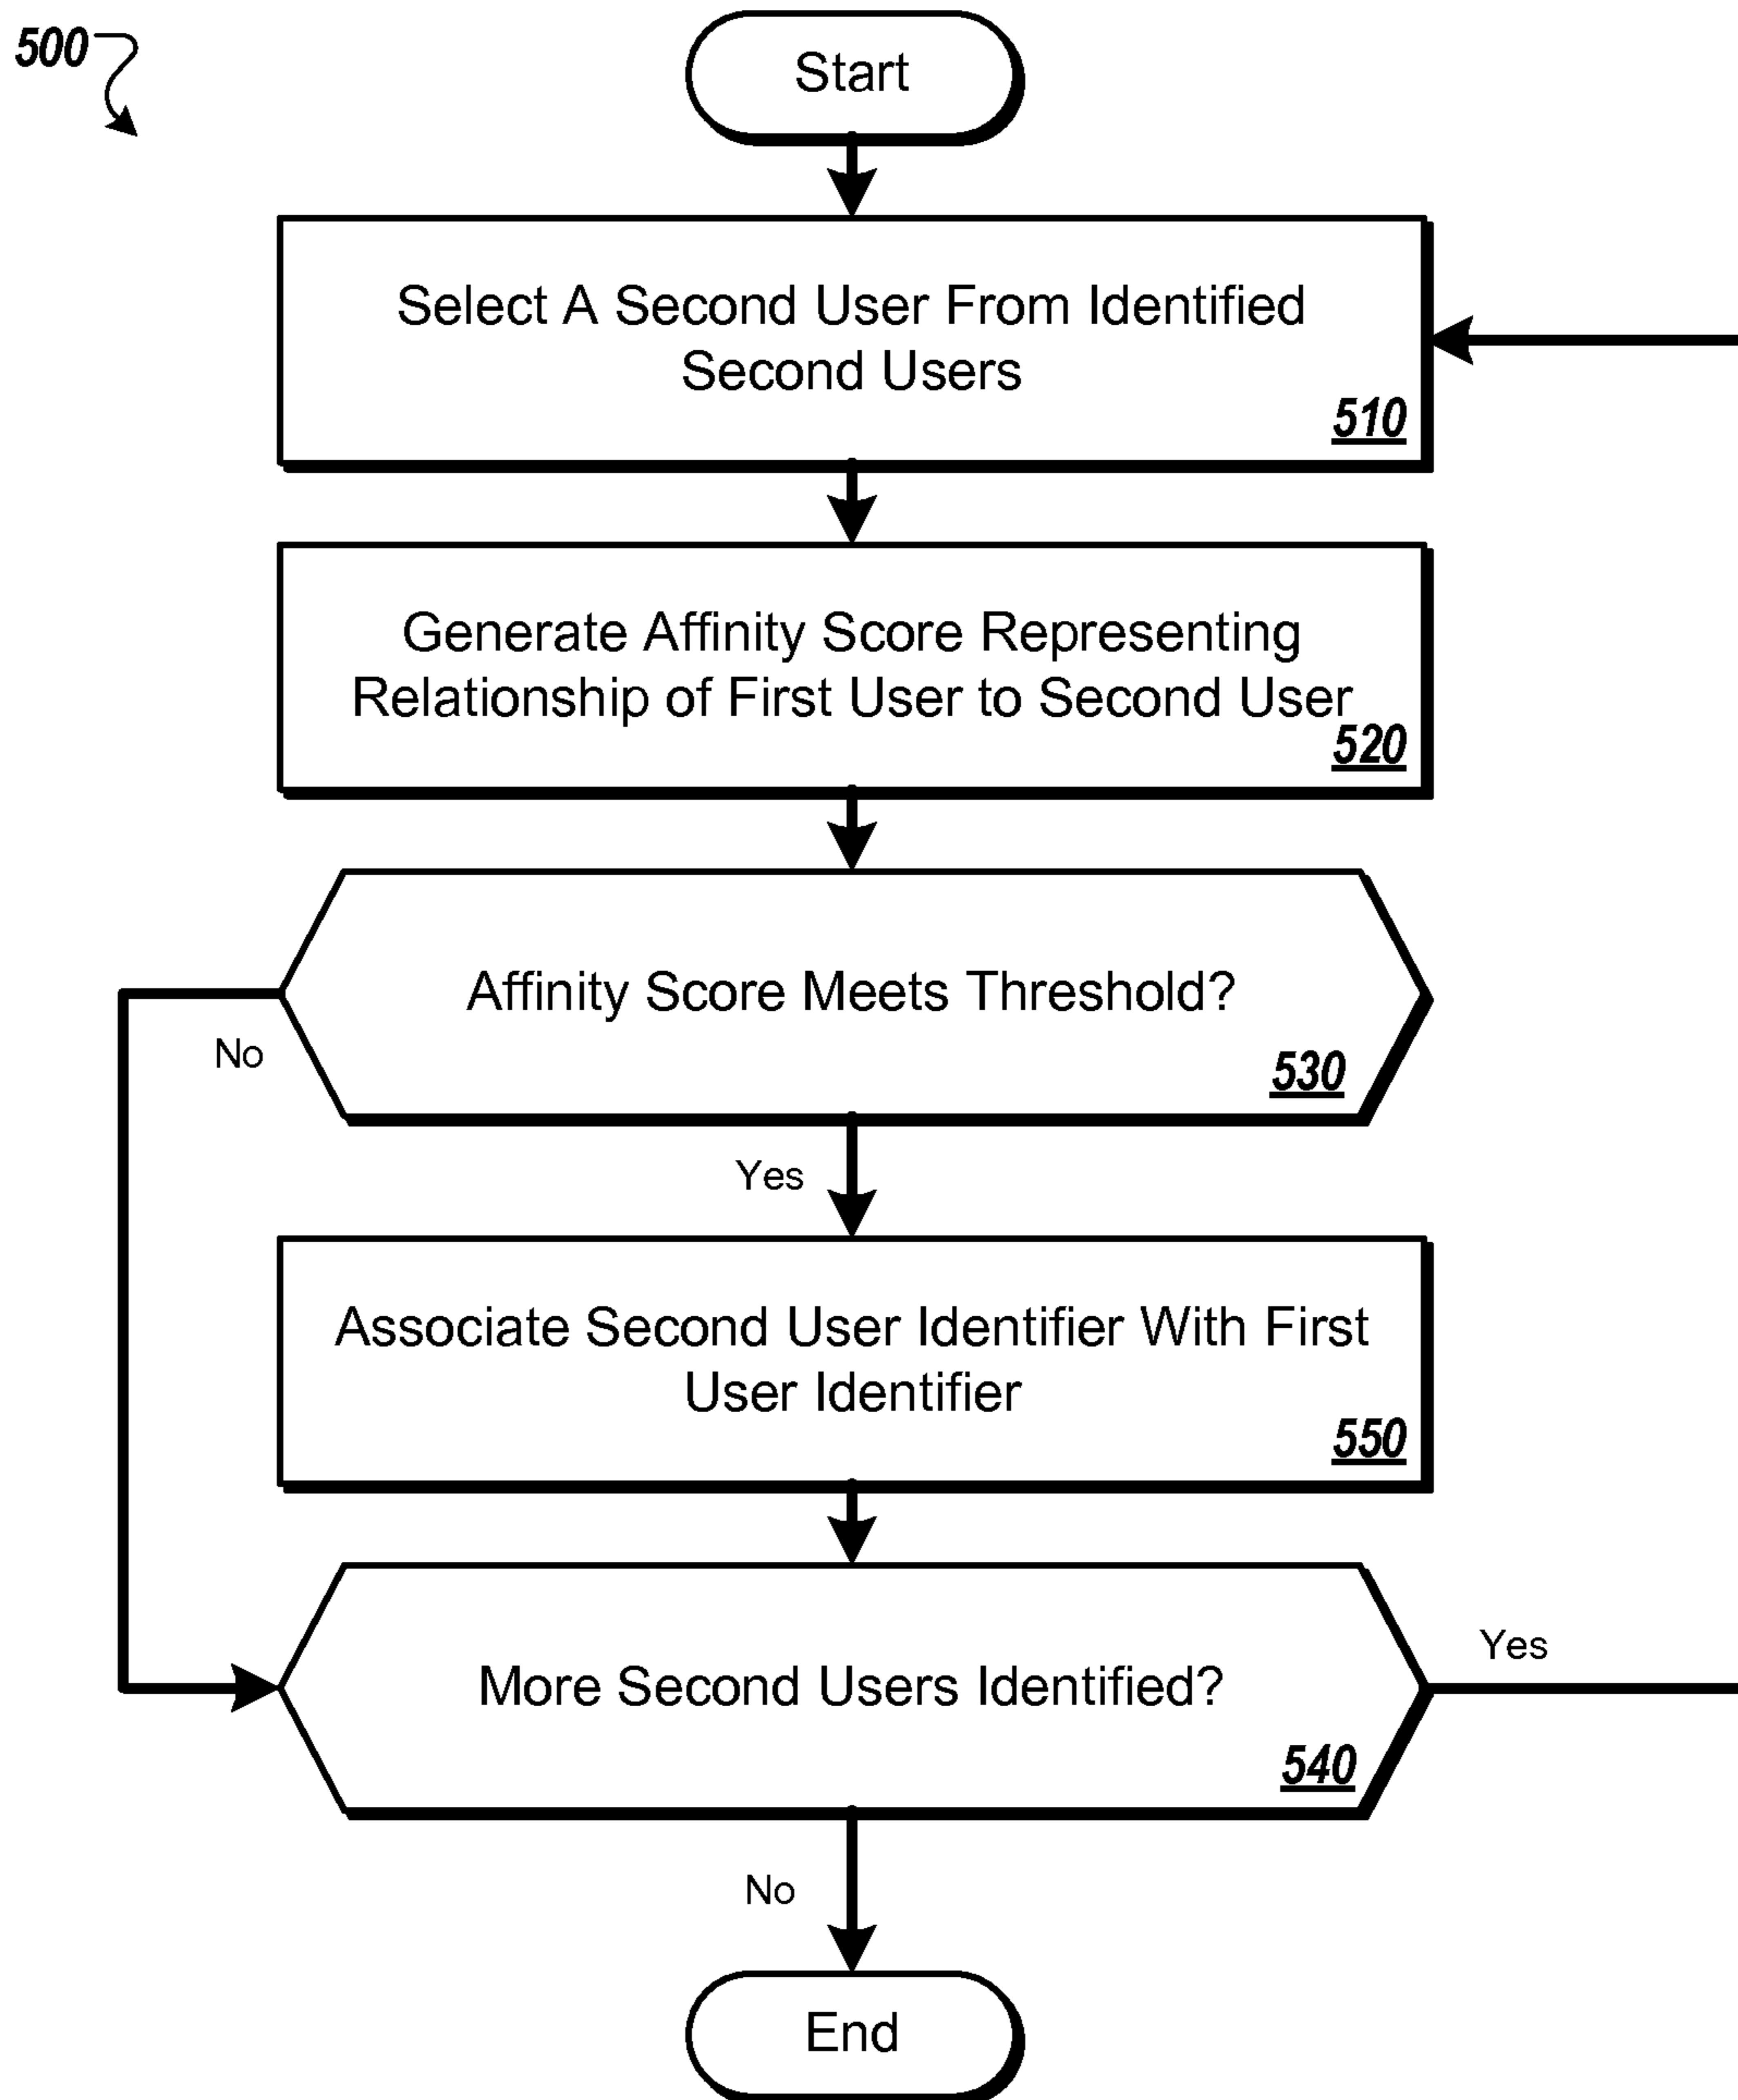 500
Start
Select A Second User From Identified
Second Users
510
Generate Affinity Score Representing
Relationship of First User to Second User
520
Affinity Score Meets Threshold?
530
No
Yes
Associate Second User Identifier With First
User Identifier
550
More Second Users Identified?
540
Yes
No
End